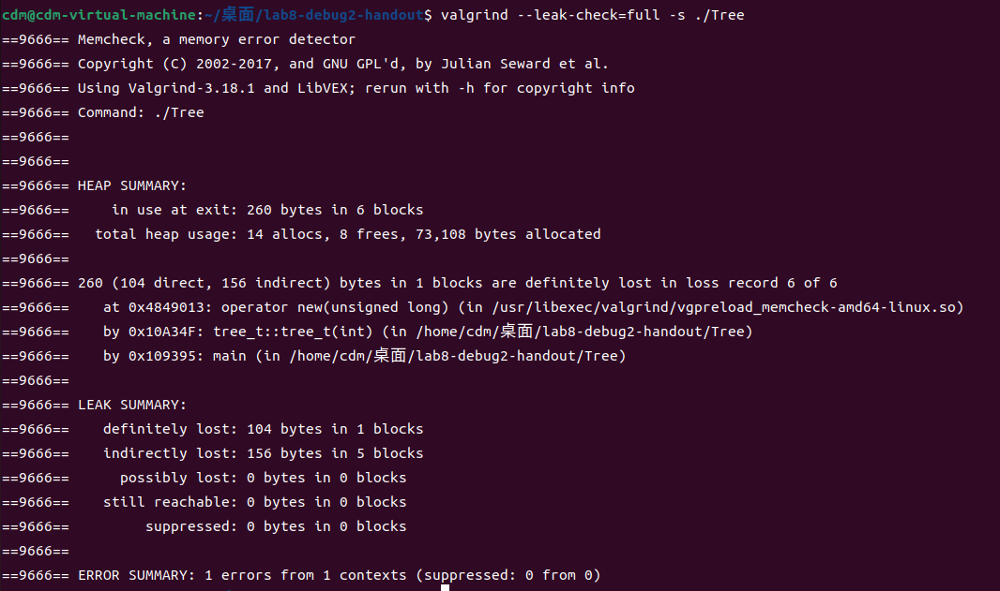 cdm@cdm-virtual-machine:~/桌面/lab8-debug2-handout$ valgrind --leak-check=full -s ./Tree
==9666== Memcheck, a memory error detector
==9666== Copyright (C) 2002-2017, and GNU GPL'd, by Julian Seward et al.
==9666== Using Valgrind-3.18.1 and LibVEX; rerun with -h for copyright info
==9666== Command: ./Tree
==9666==
==9666==
==9666== HEAP SUMMARY:
==9666==     in use at exit: 260 bytes in 6 blocks
==9666==   total heap usage: 14 allocs, 8 frees, 73,108 bytes allocated
==9666==
==9666== 260 (104 direct, 156 indirect) bytes in 1 blocks are definitely lost in loss record 6 of 6
==9666==    at 0x4849013: operator new(unsigned long) (in /usr/libexec/valgrind/vgpreload_memcheck-amd64-linux.so)
==9666==    by 0x10A34F: tree_t::tree_t(int) (in /home/cdm/桌面/lab8-debug2-handout/Tree)
==9666==    by 0x109395: main (in /home/cdm/桌面/lab8-debug2-handout/Tree)
==9666==
==9666== LEAK SUMMARY:
==9666==    definitely lost: 104 bytes in 1 blocks
==9666==    indirectly lost: 156 bytes in 5 blocks
==9666==      possibly lost: 0 bytes in 0 blocks
==9666==    still reachable: 0 bytes in 0 blocks
==9666==         suppressed: 0 bytes in 0 blocks
==9666==
==9666== ERROR SUMMARY: 1 errors from 1 contexts (suppressed: 0 from 0)